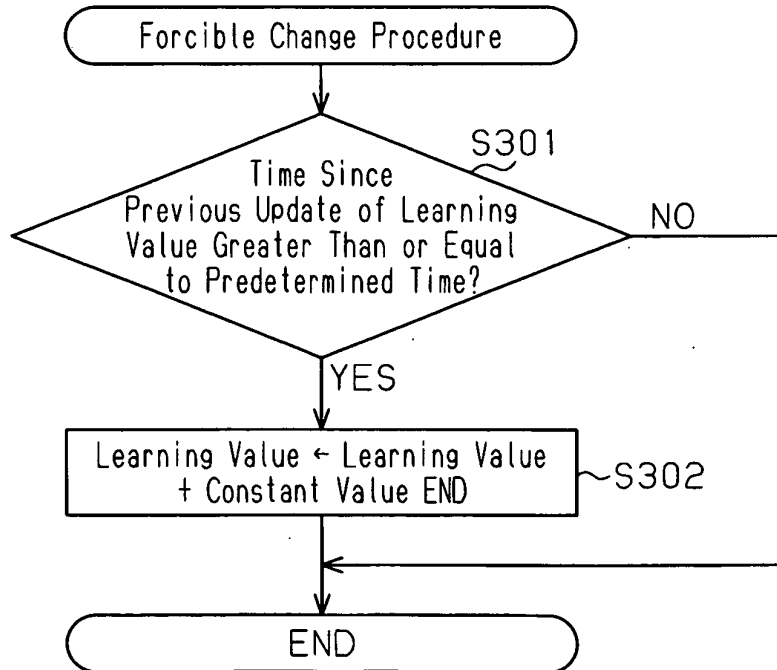 Forcible Change Procedure
S301
Time Since
Previous Update of Learning
Value Greater Than or Equal
to Predetermined Time?
NO
YES
Learning Value ← Learning Value
+ Constant Value END
S302
END